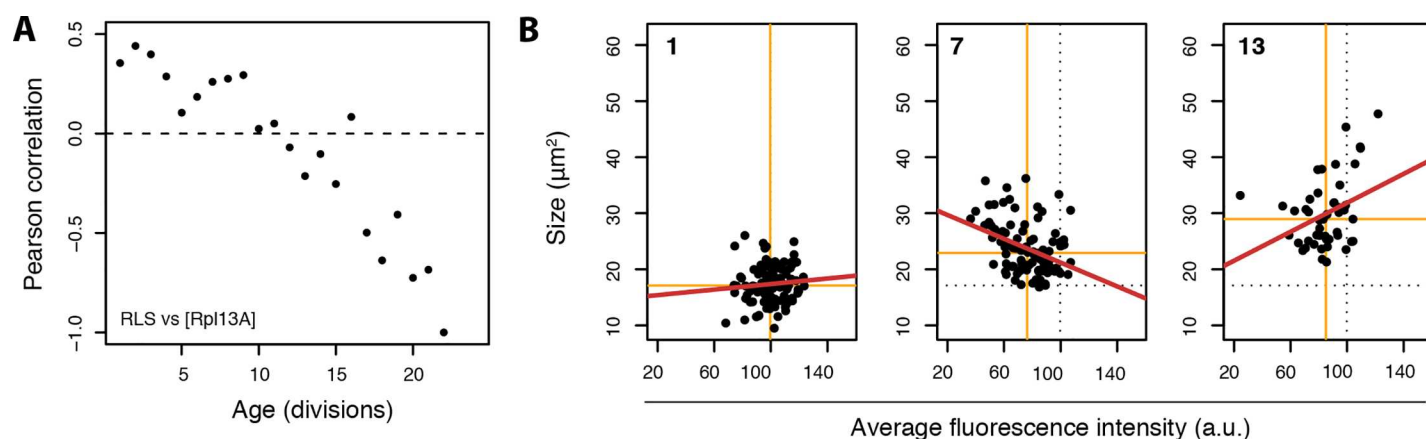 A
0.5
0.0
−0.5
−1.0
Pearson correlation
RLS vs [Rpl13A]
5 10 15 20
Age (divisions)
B
Size (µm²)
1
60
50
40
30
20
10
20 60 100 140
7
60
50
40
30
20
10
20 60 100 140
13
60
50
40
30
20
10
20 60 100 140
Average fluorescence intensity (a.u.)